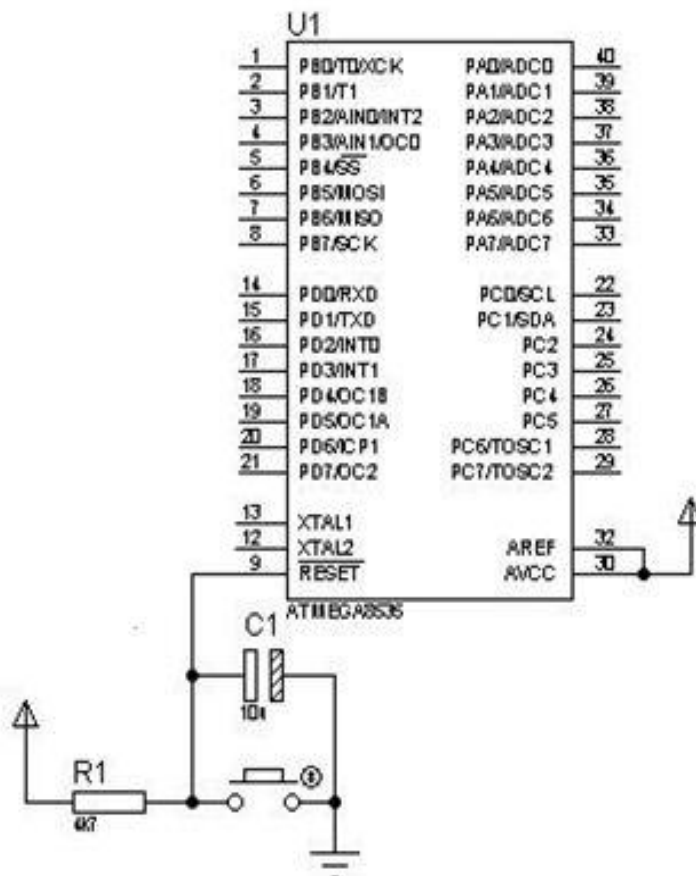 U1
1 PB0/T0/XCK PA0/ADC0 40
2 PB1/T1 PA1/ADC1 39
3 PB2/AIN0/INT2 PA2/ADC2 38
4 PB3/AIN1/OC0 PA3/ADC3 37
5 PB4/SS PA4/ADC4 36
6 PB5/MOSI PA5/ADC5 35
7 PB6/MISO PA6/ADC6 34
8 PB7/SCK PA7/ADC7 33
14 PD0/RXD PC0/SCL 22
15 PD1/TXD PC1/SDA 23
16 PD2/INT0 PC2 24
17 PD3/INT1 PC3 25
18 PD4/OC1B PC4 26
19 PD5/OC1A PC5 27
20 PD6/ICP1 PC6/TOSC1 28
21 PD7/OC2 PC7/TOSC2 29
13 XTAL1
12 XTAL2 AREF 32
9 RESET AVCC 30
ATMEGA8535
C1
10u
R1
4K7